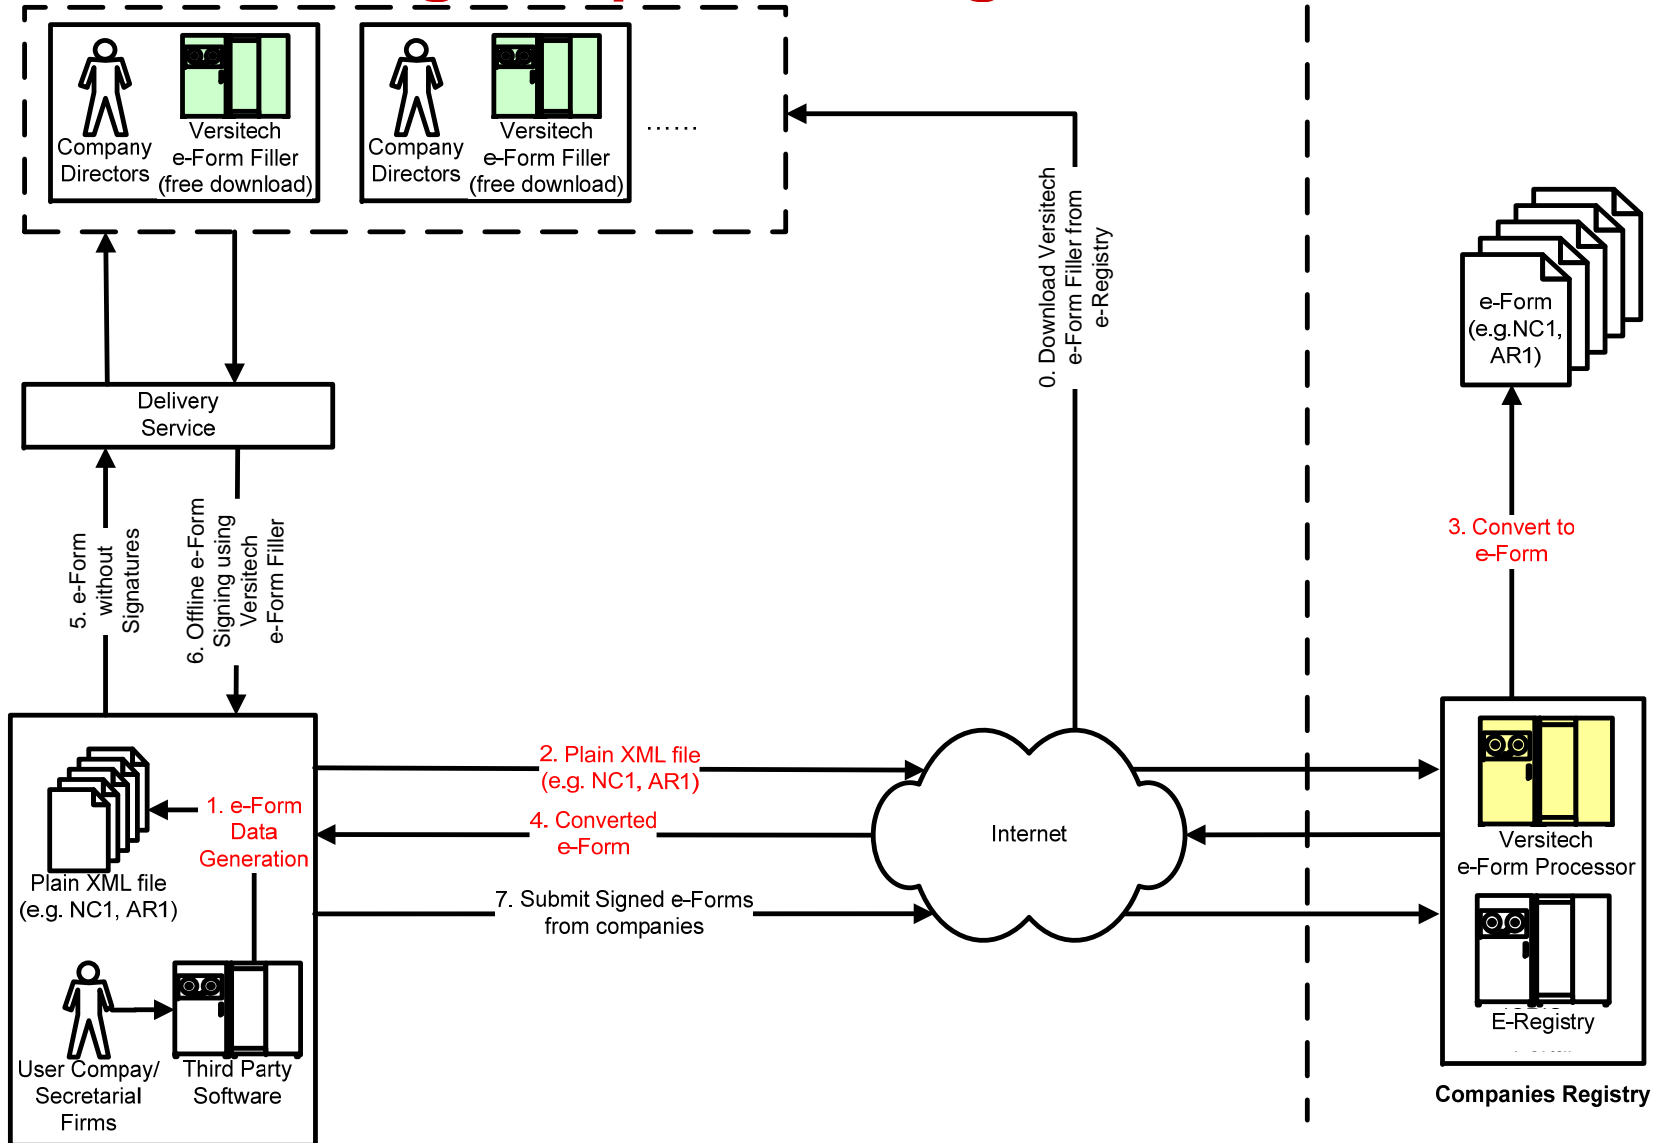 Company
Directors
Versitech
e-Form Filler
(free download)
Company
Directors
Versitech
e-Form Filler
(free download)
......
0. Download Versitech
e-Form Filler from
e-Registry
e-Form
(e.g.NC1,
AR1)
Delivery
Service
5. e-Form
without
Signatures
6. Offline e-Form
Signing using
Versitech
e-Form Filler
3. Convert to
e-Form
2. Plain XML file
(e.g. NC1, AR1)
1. e-Form
Data
Generation
4. Converted
e-Form
Internet
Plain XML file
(e.g. NC1, AR1)
7. Submit Signed e-Forms
from companies
Versitech
e-Form Processor
E-Registry
User Compay/
Secretarial
Firms
Third Party
Software
Companies Registry